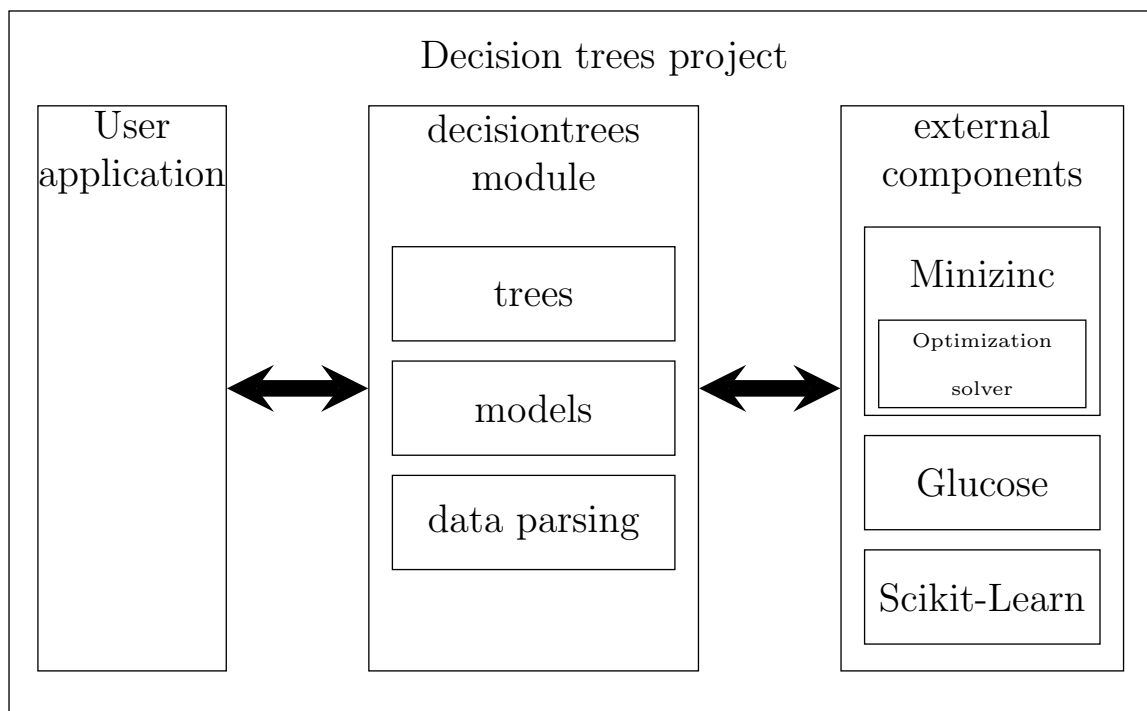 Decision trees project
User
application
decisiontrees
module
trees
models
data parsing
external
components
Minizinc
Optimization
solver
Glucose
Scikit-Learn